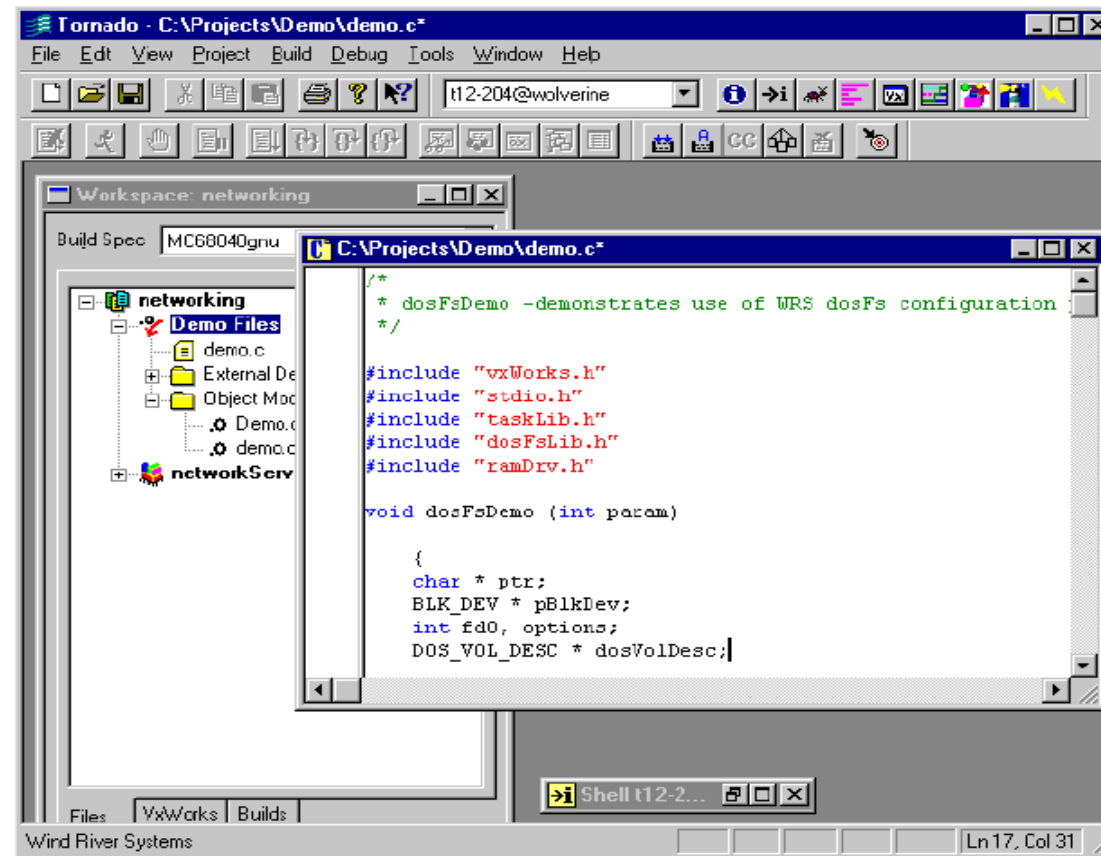 Tornado - C:\Projects\Demo\demo.c*
File Edit View Project Build Debug Tools Window Help
t12-204@wolverine
Workspace: networking
Build Spec MC68040gnu
networking
Demo Files
demo.c
External De
Object Mod
Demo.
demo.c
networkServ
C:\Projects\Demo\demo.c*
/*
* dosFsDemo -demonstrates use of WRS dosFs configuration
*/
#include "vxWorks.h"
#include "stdio.h"
#include "taskLib.h"
#include "dosFsLib.h"
#include "ramDrv.h"
void dosFsDemo (int param)
{
char * ptr;
BLK_DEV * pBlkDev;
int fd0, options;
DOS_VOL_DESC * dosVolDesc;
Shell t12-2...
Files VxWorks Builds
Wind River Systems
Ln 17, Col 31